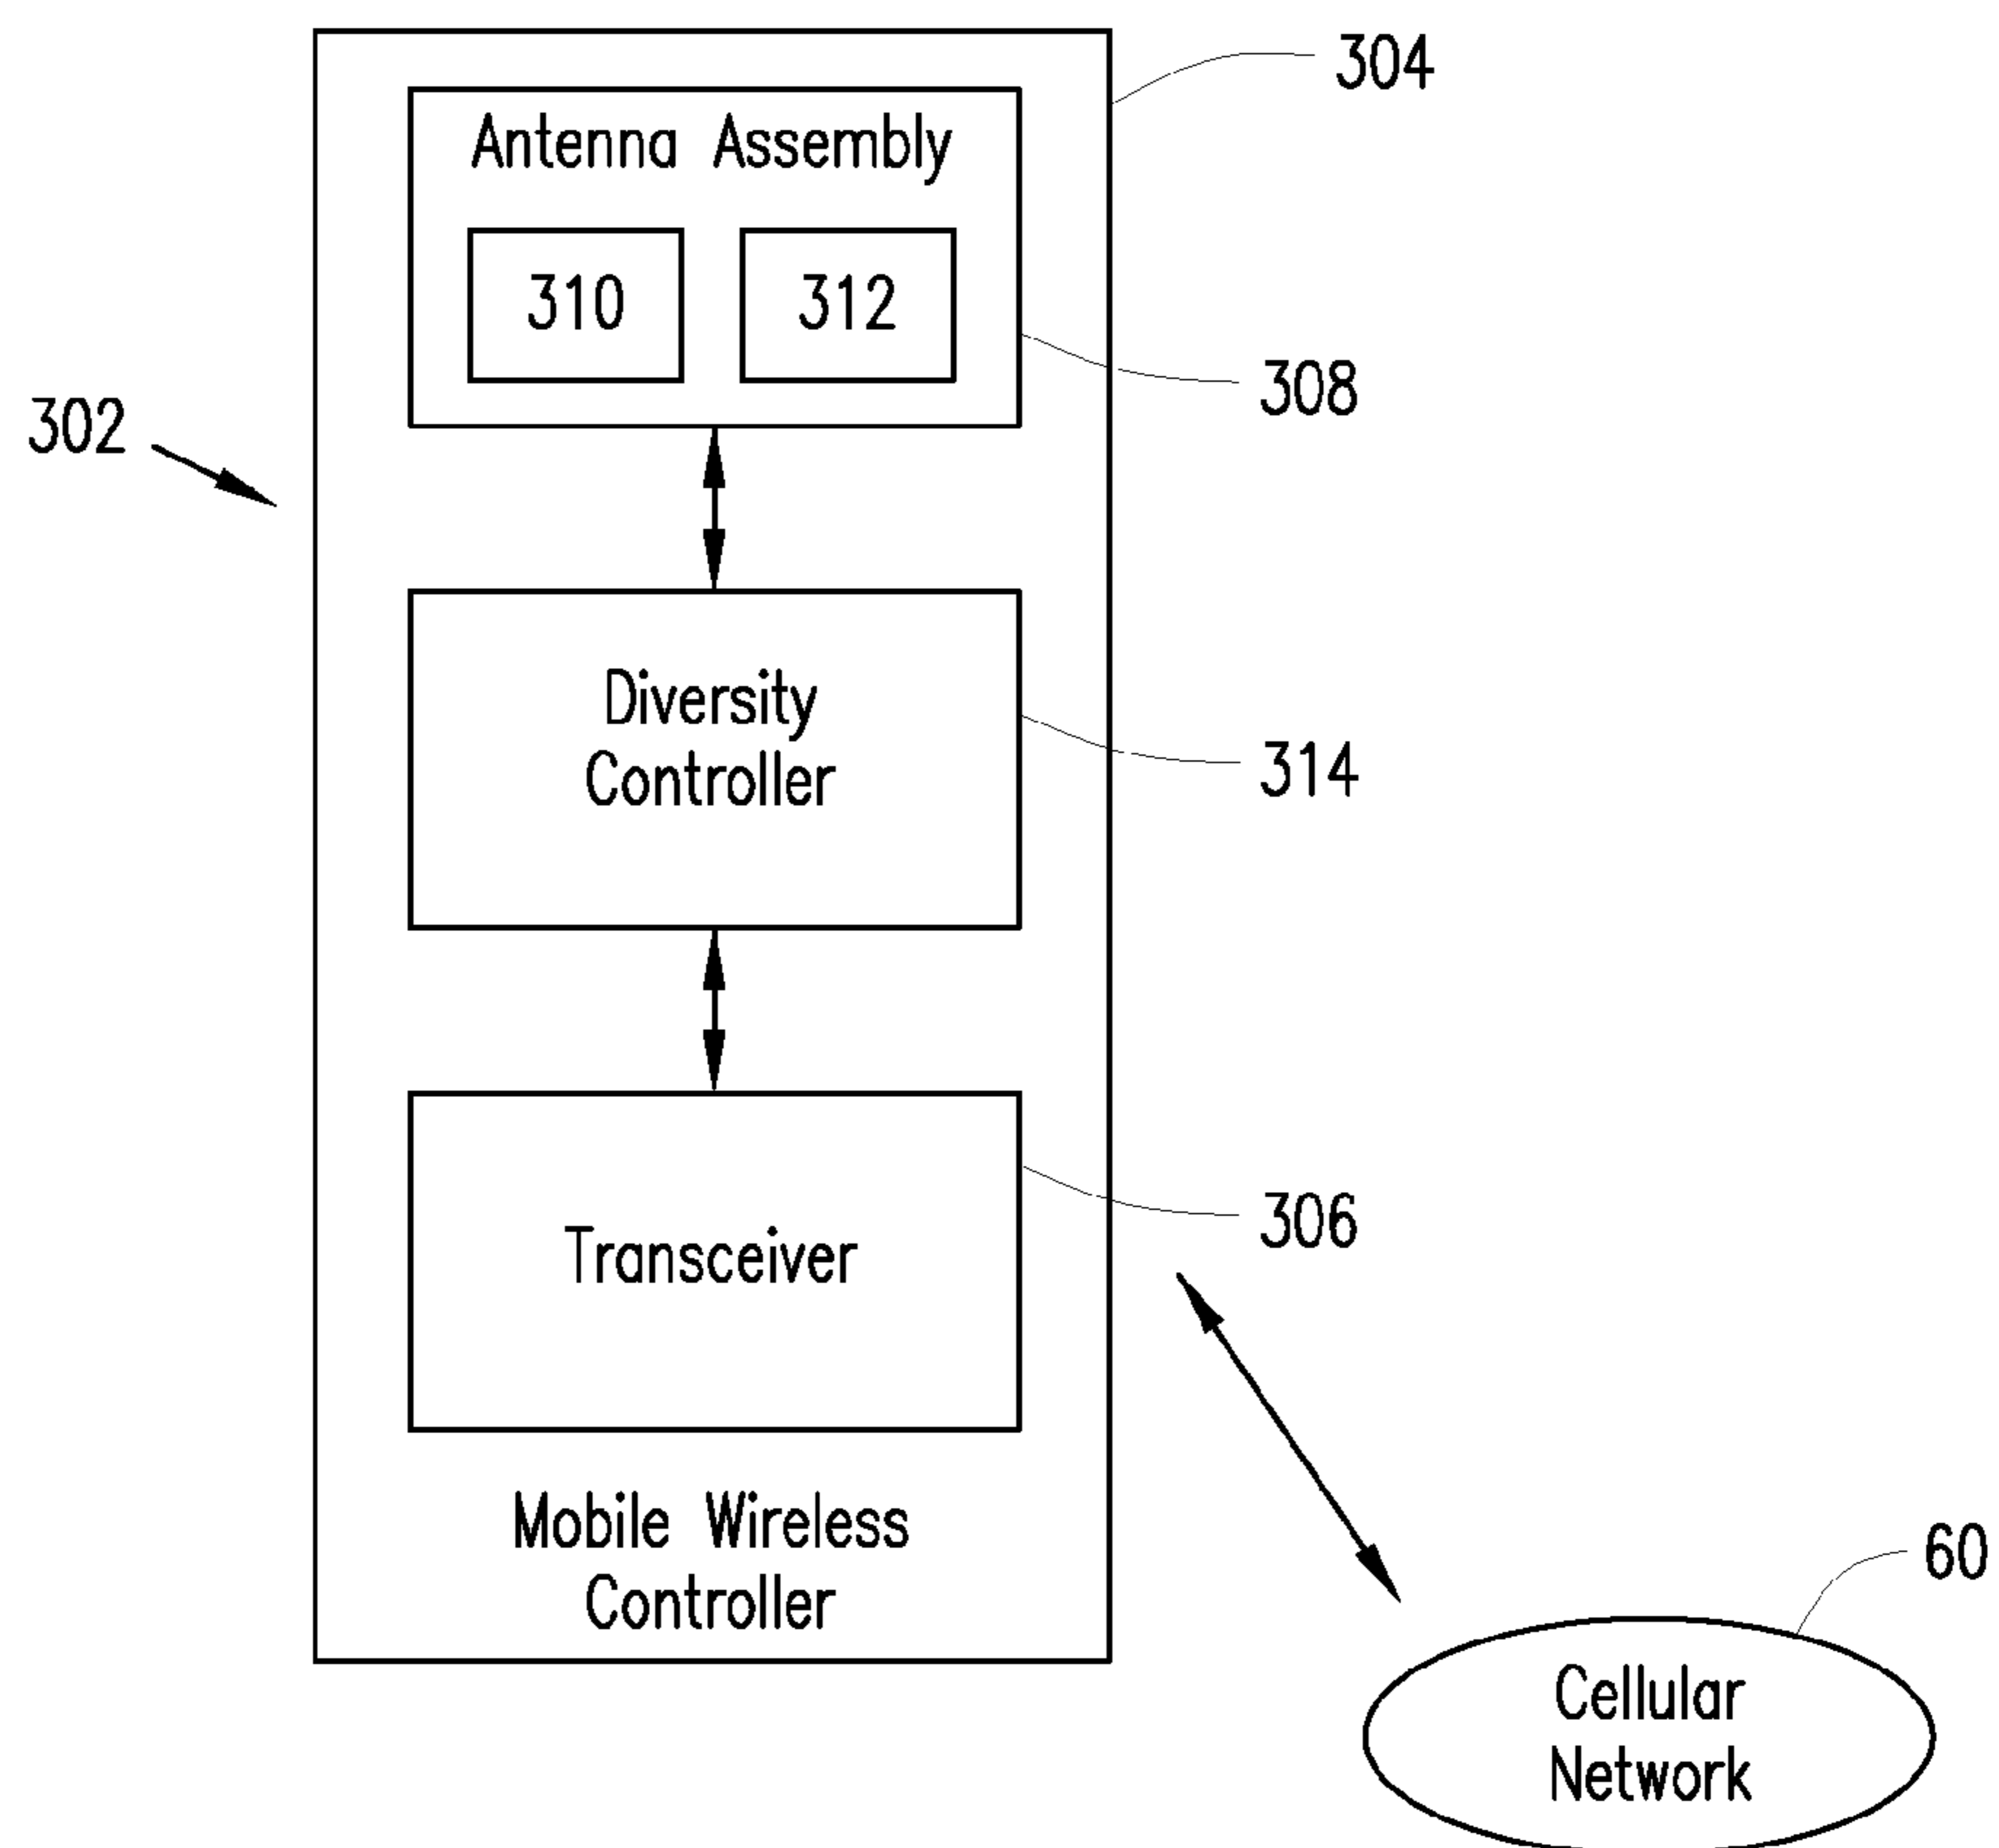 304
Antenna Assembly
310
312
308
302
Diversity
Controller
314
306
Transceiver
Mobile Wireless
Controller
60
Cellular
Network